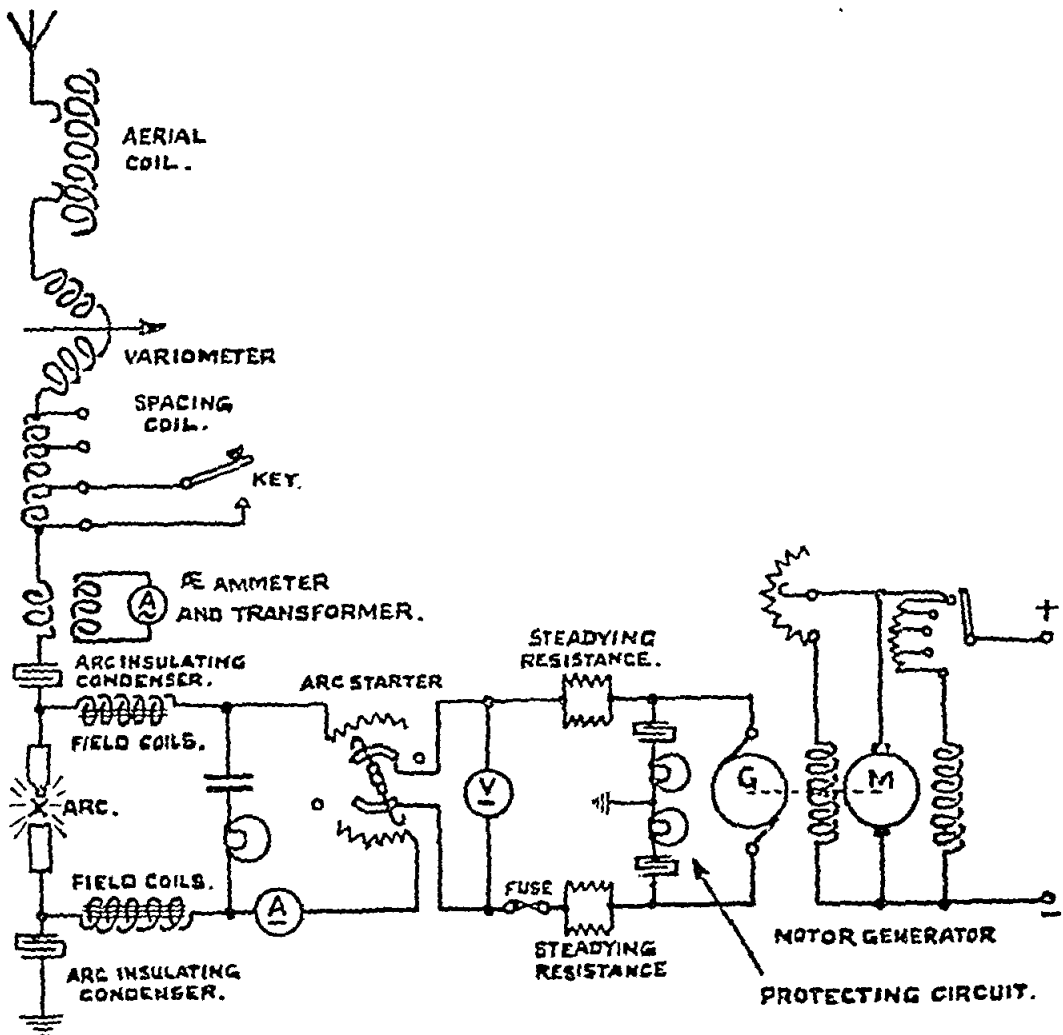 AERIAL
COIL.
VARIOMETER
SPACING
COIL.
KEY.
Æ AMMETER
AND TRANSFORMER.
A
ARC INSULATING
CONDENSER.
FIELD COILS.
ARC STARTER
STEADYING
RESISTANCE.
+
ARC.
V
G
M
FIELD COILS.
A
FUSE
STEADYING
RESISTANCE
MOTOR GENERATOR
−
ARC INSULATING
CONDENSER.
PROTECTING CIRCUIT.